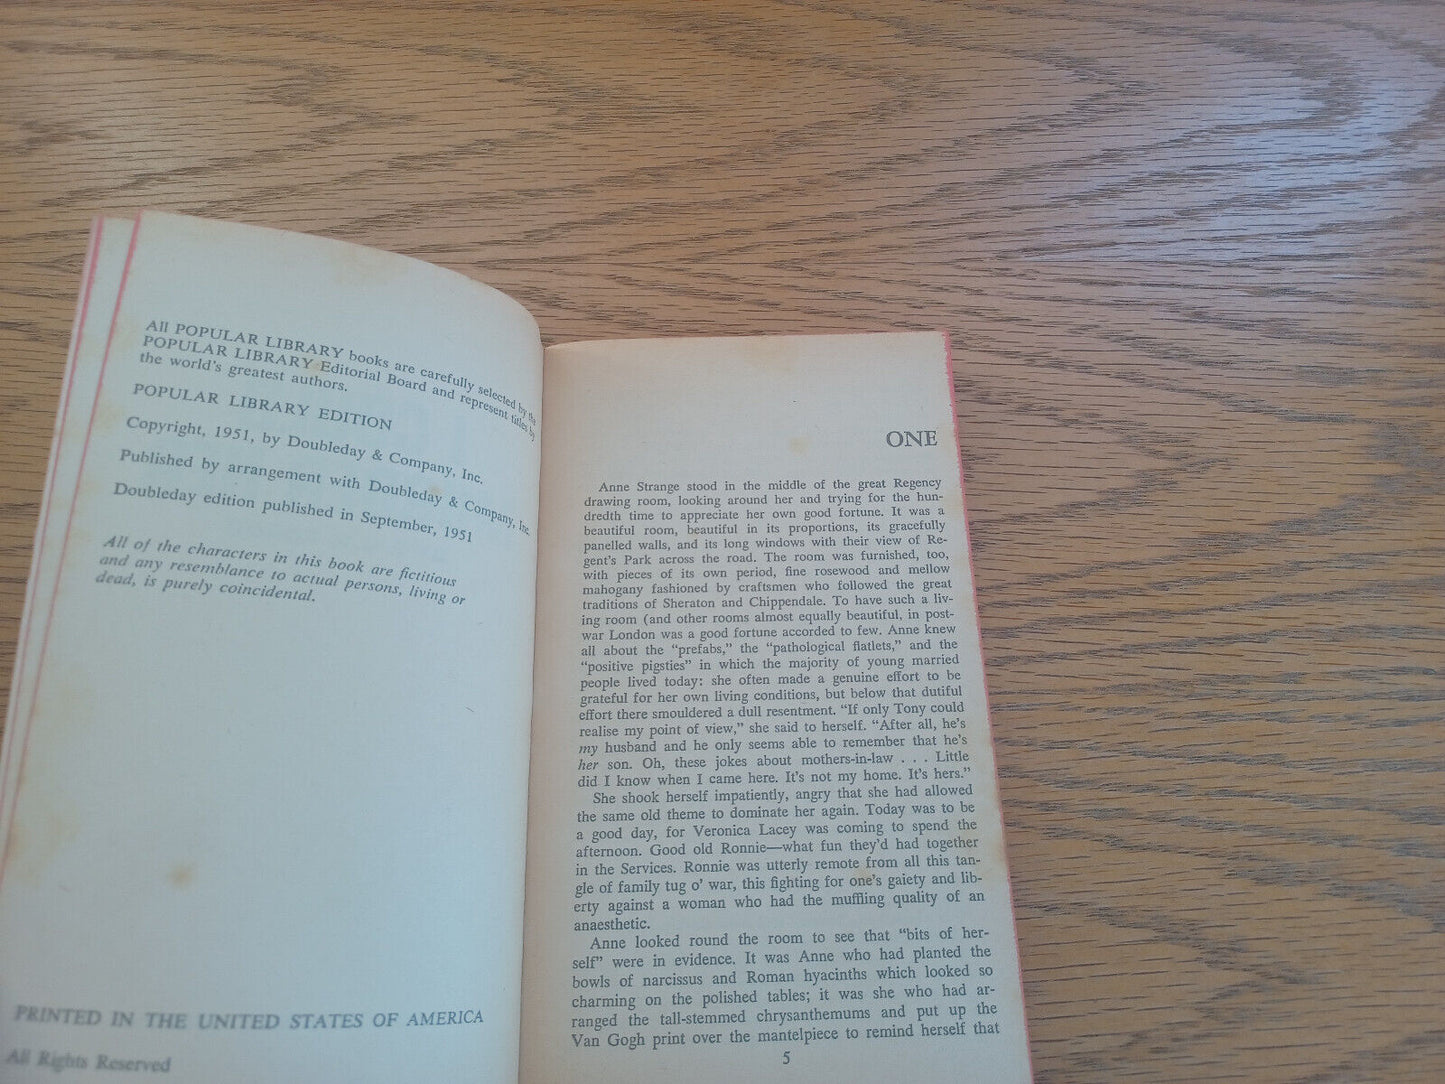 All POPULAR LIBRARY books are carefully selected by the
POPULAR LIBRARY Editorial Board and represent titles by
the world's greatest authors.
POPULAR LIBRARY EDITION
Copyright, 1951, by Doubleday & Company, Inc.
Published by arrangement with Doubleday & Company, Inc.
Doubleday edition published in September, 1951
All of the characters in this book are fictitious
and any resemblance to actual persons, living or
dead, is purely coincidental.
PRINTED IN THE UNITED STATES OF AMERICA
All Rights Reserved
ONE
Anne Strange stood in the middle of the great Regency
drawing room, looking around her and trying for the hun-
dredth time to appreciate her own good fortune. It was a
beautiful room, beautiful in its proportions, its gracefully
panelled walls, and its long windows with their view of Re-
gent's Park across the road. The room was furnished, too,
with pieces of its own period, fine rosewood and mellow
mahogany fashioned by craftsmen who followed the great
traditions of Sheraton and Chippendale. To have such a liv-
ing room (and other rooms almost equally beautiful, in post-
war London was a good fortune accorded to few. Anne knew
all about the "prefabs," the "pathological flatlets," and the
"positive pigsties" in which the majority of young married
people lived today: she often made a genuine effort to be
grateful for her own living conditions, but below that dutiful
effort there smouldered a dull resentment. "If only Tony could
realise my point of view," she said to herself. "After all, he's
my husband and he only seems able to remember that he's
her son. Oh, these jokes about mothers-in-law . . . Little
did I know when I came here. It's not my home. It's hers."
She shook herself impatiently, angry that she had allowed
the same old theme to dominate her again. Today was to be
a good day, for Veronica Lacey was coming to spend the
afternoon. Good old Ronnie—what fun they'd had together
in the Services. Ronnie was utterly remote from all this tan-
gle of family tug o' war, this fighting for one's gaiety and lib-
erty against a woman who had the muffling quality of an
anaesthetic.
Anne looked round the room to see that "bits of her-
self" were in evidence. It was Anne who had planted the
bowls of narcissus and Roman hyacinths which looked so
charming on the polished tables; it was she who had ar-
ranged the tall-stemmed chrysanthemums and put up the
Van Gogh print over the mantelpiece to remind herself that
5